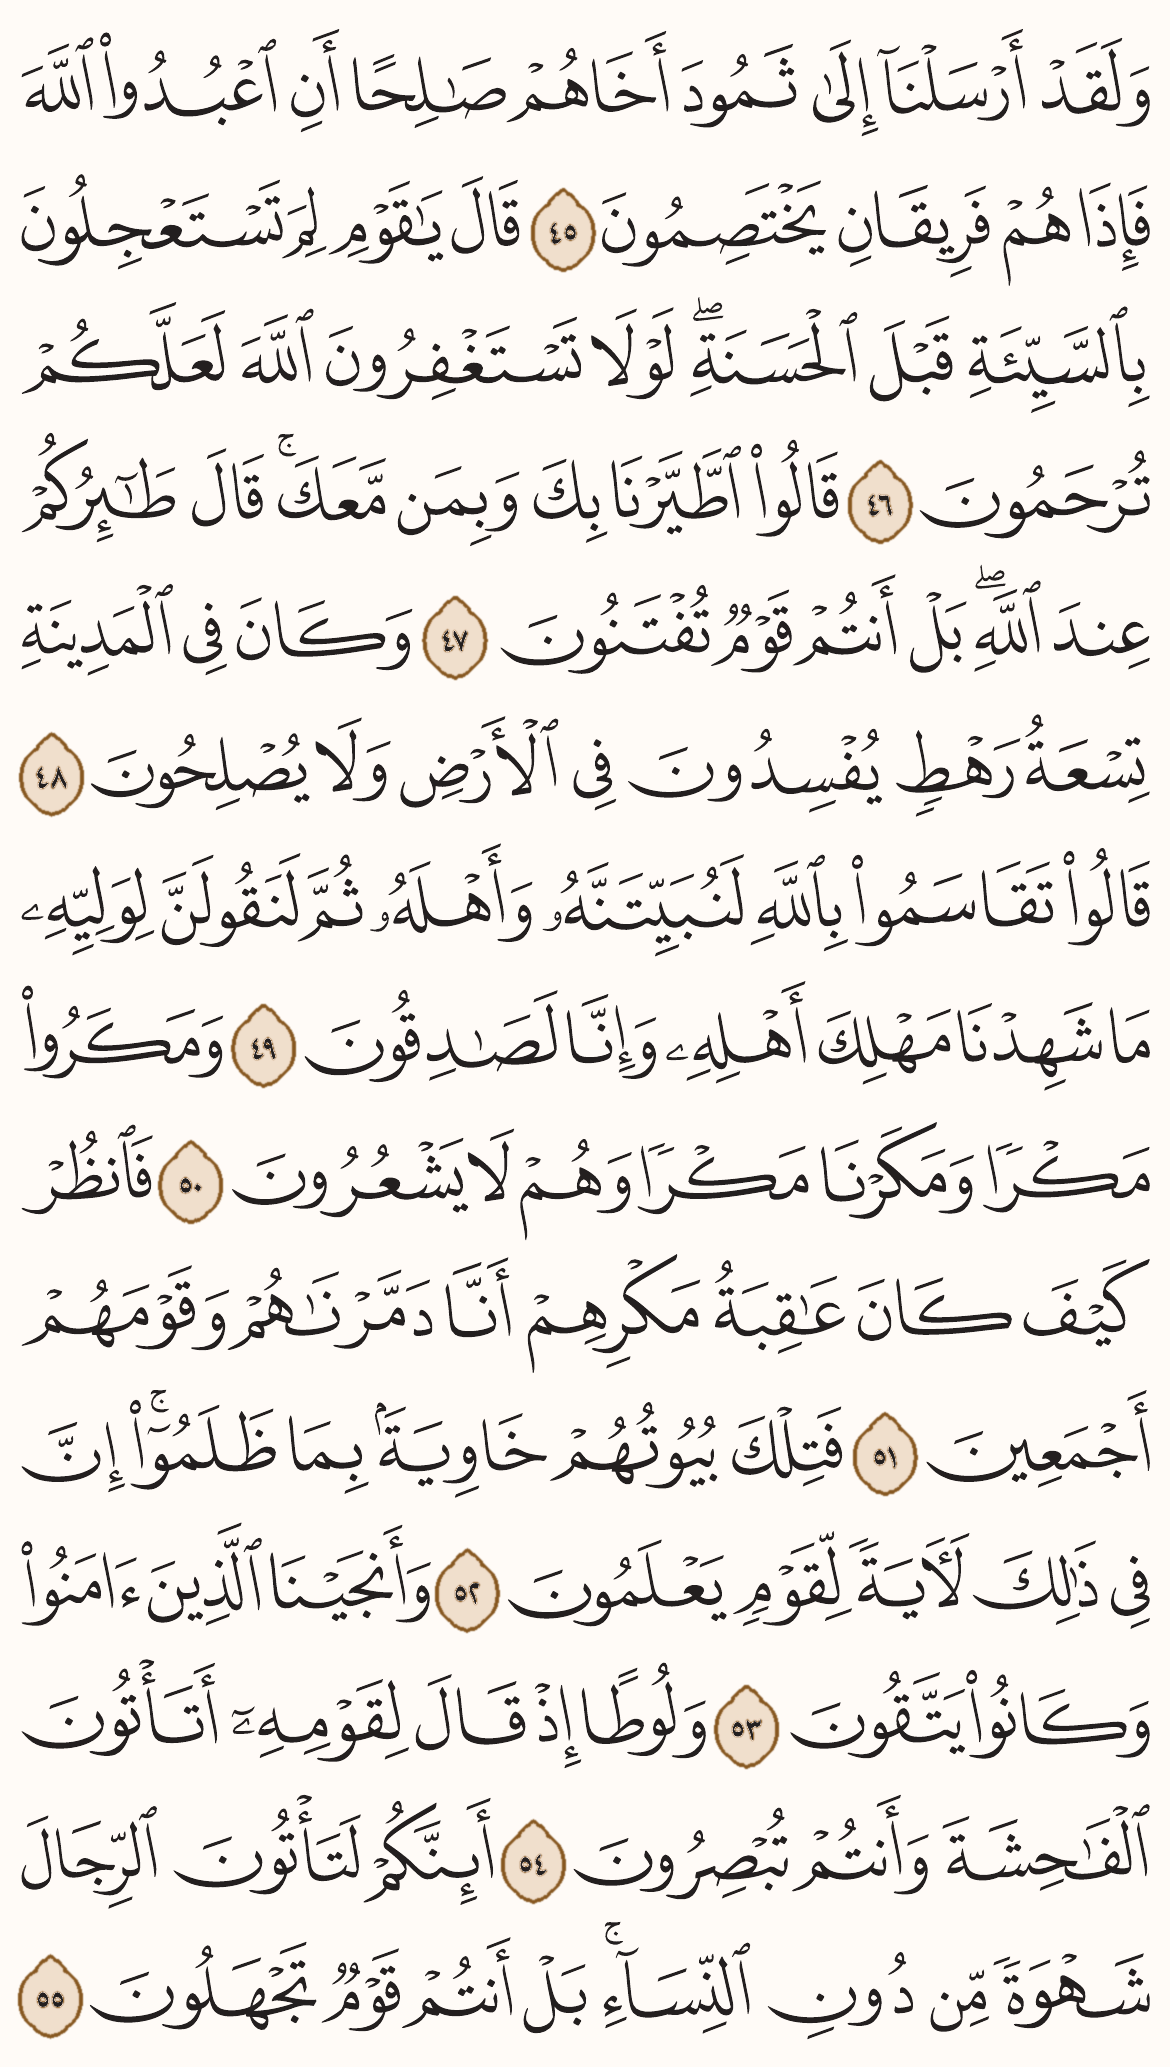 وَلَقَدۡ أَرۡسَلۡنَآ إِلَىٰ ثَمُودَ أَخَاهُمۡ صَٰلِحًا أَنِ ٱعۡبُدُواْ ٱللَّهَ
فَإِذَا هُمۡ فَرِيقَانِ يَخۡتَصِمُونَ ٤٥ قَالَ يَٰقَوۡمِ لِمَ تَسۡتَعۡجِلُونَ
بِٱلسَّيِّئَةِ قَبۡلَ ٱلۡحَسَنَةِۖ لَوۡلَا تَسۡتَغۡفِرُونَ ٱللَّهَ لَعَلَّكُمۡ
تُرۡحَمُونَ ٤٦ قَالُواْ ٱطَّيَّرۡنَا بِكَ وَبِمَن مَّعَكَۚ قَالَ طَٰٓئِرُكُمۡ
عِندَ ٱللَّهِۖ بَلۡ أَنتُمۡ قَوۡمٞ تُفۡتَنُونَ ٤٧ وَكَانَ فِي ٱلۡمَدِينَةِ
تِسۡعَةُ رَهۡطٖ يُفۡسِدُونَ فِي ٱلۡأَرۡضِ وَلَا يُصۡلِحُونَ ٤٨
قَالُواْ تَقَاسَمُواْ بِٱللَّهِ لَنُبَيِّتَنَّهُۥ وَأَهۡلَهُۥ ثُمَّ لَنَقُولَنَّ لِوَلِيِّهِۦ
مَا شَهِدۡنَا مَهۡلِكَ أَهۡلِهِۦ وَإِنَّا لَصَٰدِقُونَ ٤٩ وَمَكَرُواْ
مَكۡرٗا وَمَكَرۡنَا مَكۡرٗا وَهُمۡ لَا يَشۡعُرُونَ ٥٠ فَٱنظُرۡ
كَيۡفَ كَانَ عَٰقِبَةُ مَكۡرِهِمۡ أَنَّا دَمَّرۡنَٰهُمۡ وَقَوۡمَهُمۡ
أَجۡمَعِينَ ٥١ فَتِلۡكَ بُيُوتُهُمۡ خَاوِيَةَۢ بِمَا ظَلَمُوٓاْۚ إِنَّ
فِي ذَٰلِكَ لَأٓيَةٗ لِّقَوۡمٖ يَعۡلَمُونَ ٥٢ وَأَنجَيۡنَا ٱلَّذِينَ ءَامَنُواْ
وَكَانُواْ يَتَّقُونَ ٥٣ وَلُوطًا إِذۡ قَالَ لِقَوۡمِهِۦٓ أَتَأۡتُونَ
ٱلۡفَٰحِشَةَ وَأَنتُمۡ تُبۡصِرُونَ ٥٤ أَئِنَّكُمۡ لَتَأۡتُونَ ٱلرِّجَالَ
شَهۡوَةٗ مِّن دُونِ ٱلنِّسَآءِۚ بَلۡ أَنتُمۡ قَوۡمٞ تَجۡهَلُونَ ٥٥